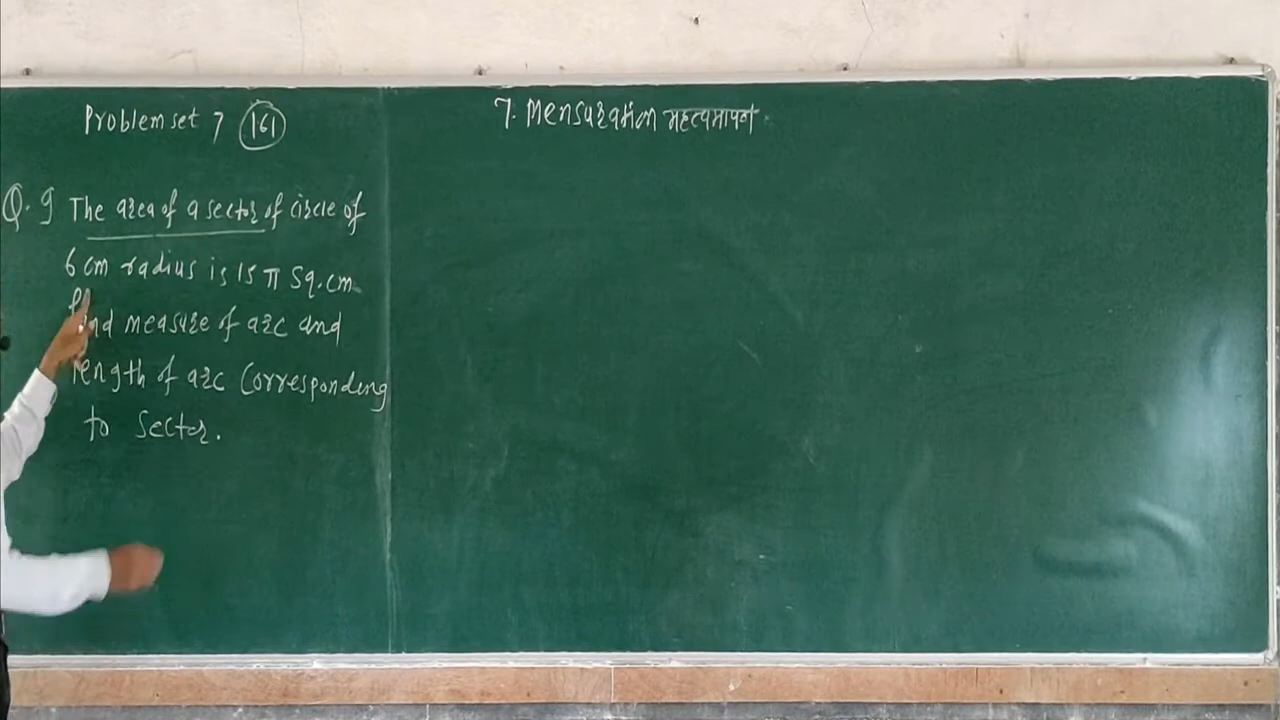 Problem set 7 161
7. Mensuration महत्वमापन
Q. 9 The area of a sector of circle of
6 cm radius is 15 π Sq.cm
find measure of arc and
length of arc Corresponding
to Sector.